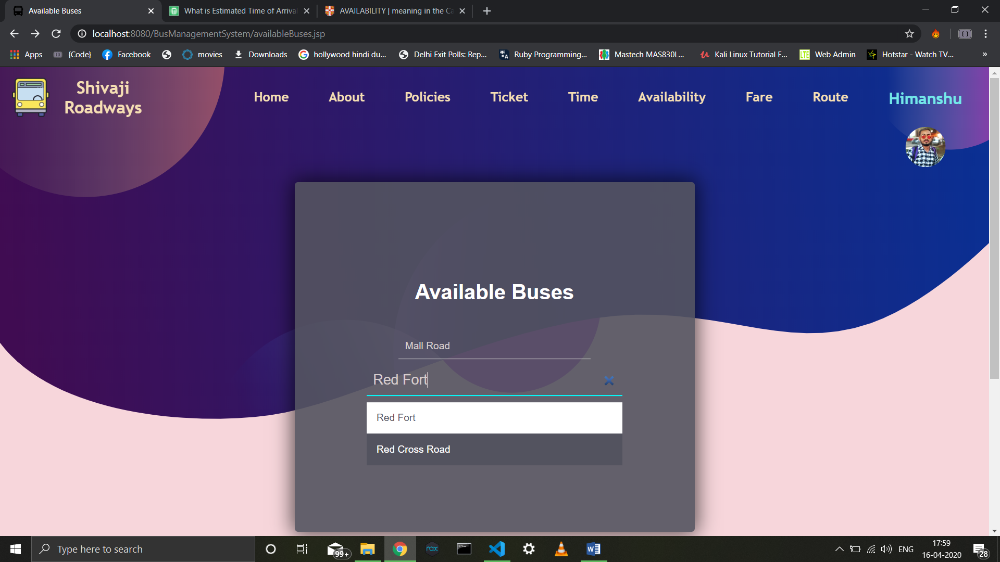 Available Buses
What is Estimated Time of Arrival
AVAILABILITY | meaning in the Ca
localhost:8080/BusManagementSystem/availableBuses.jsp
Apps
{Code}
Facebook
movies
Downloads
hollywood hindi du...
Delhi Exit Polls: Rep...
Ruby Programming...
Mastech MAS830L...
Kali Linux Tutorial F...
LTE
Web Admin
Hotstar - Watch TV...
»
Shivaji
Roadways
Home
About
Policies
Ticket
Time
Availability
Fare
Route
Himanshu
Available Buses
Mall Road
Red Fort
Red Fort
Red Cross Road
Type here to search
99+
nox
ENG
17:59
16-04-2020
28